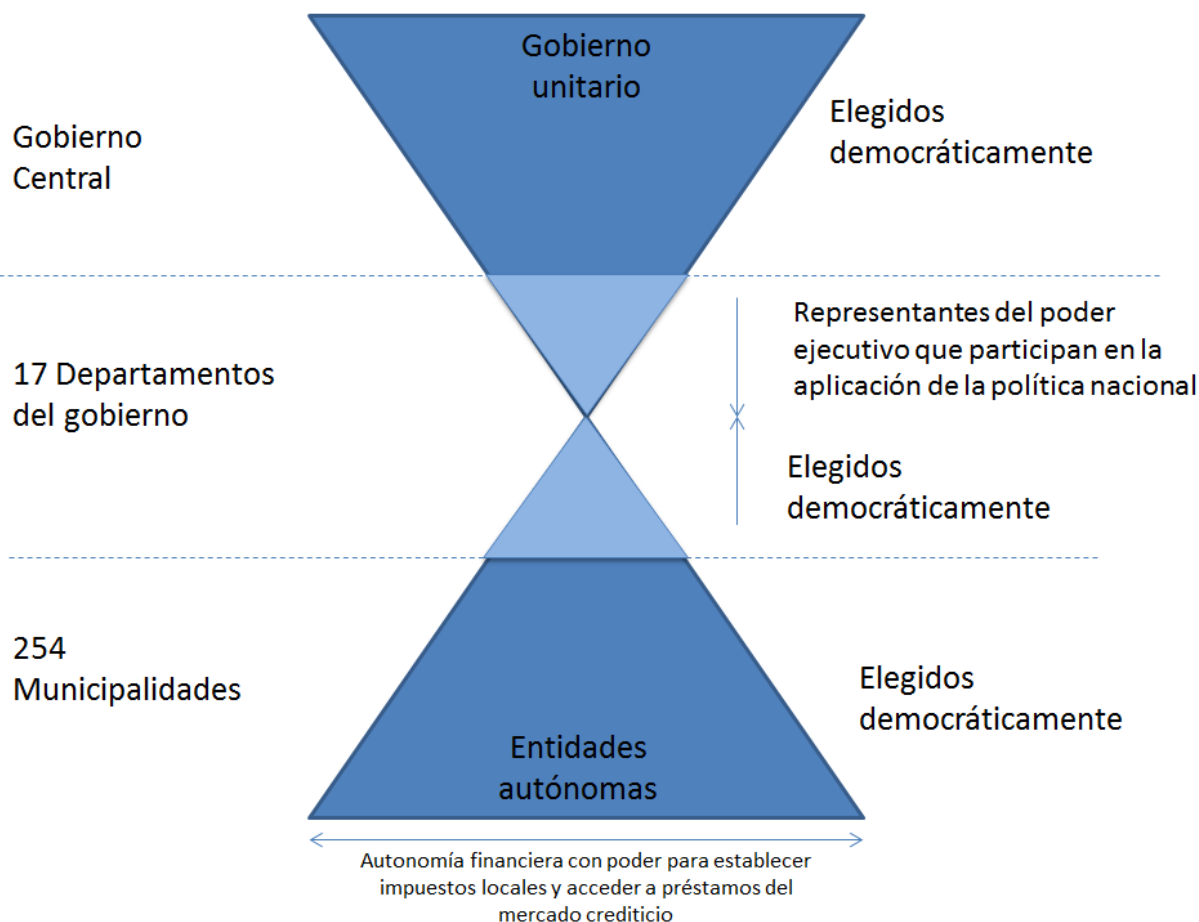 Gobierno
unitario
Gobierno
Central
Elegidos
democráticamente
17 Departamentos
del gobierno
Representantes del poder
ejecutivo que participan en la
aplicación de la política nacional
Elegidos
democráticamente
254
Municipalidades
Elegidos
democráticamente
Entidades
autónomas
Autonomía financiera con poder para establecer
impuestos locales y acceder a préstamos del
mercado crediticio